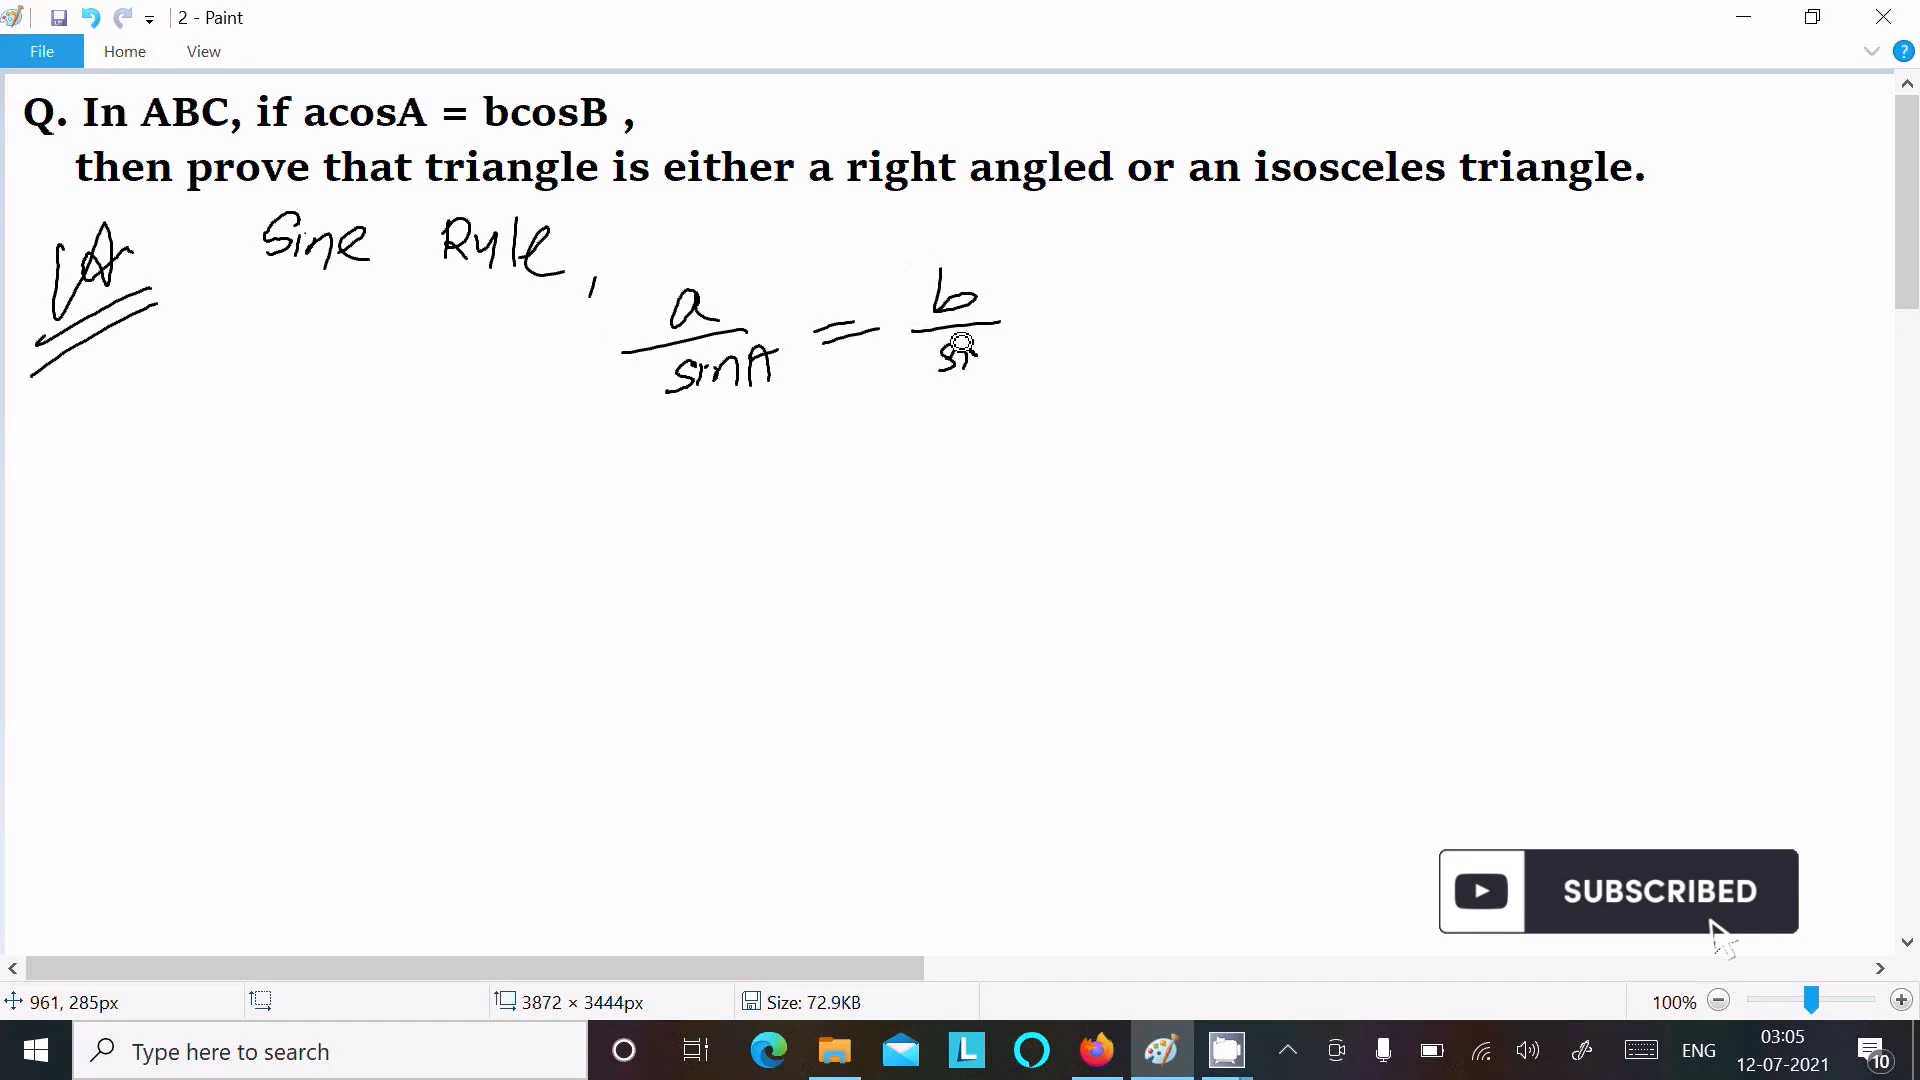 2 - Paint
File Home View
Q. In ABC, if acosA = bcosB ,
then prove that triangle is either a right angled or an isosceles triangle.
Sine Rule,
a/sinA = b/si
SUBSCRIBED
961, 285px 3872 × 3444px Size: 72.9KB 100%
Type here to search L ENG 03:05
12-07-2021 10